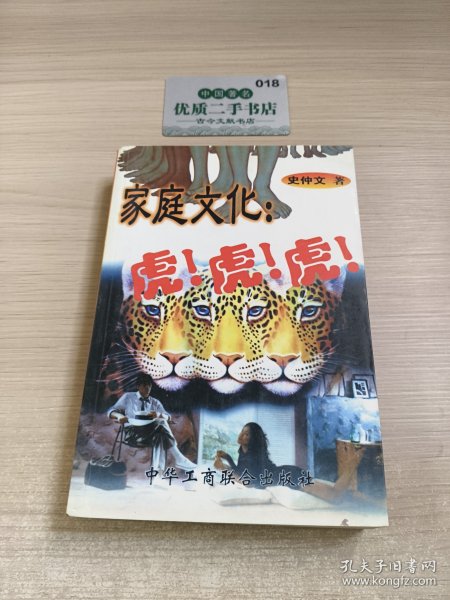 018
中国著名
优质二手书店
古今文献书店
史仲文 著
家庭文化:
虎!虎!虎!
中华工商联合出版社
孔夫子旧书网
www.kongfz.com